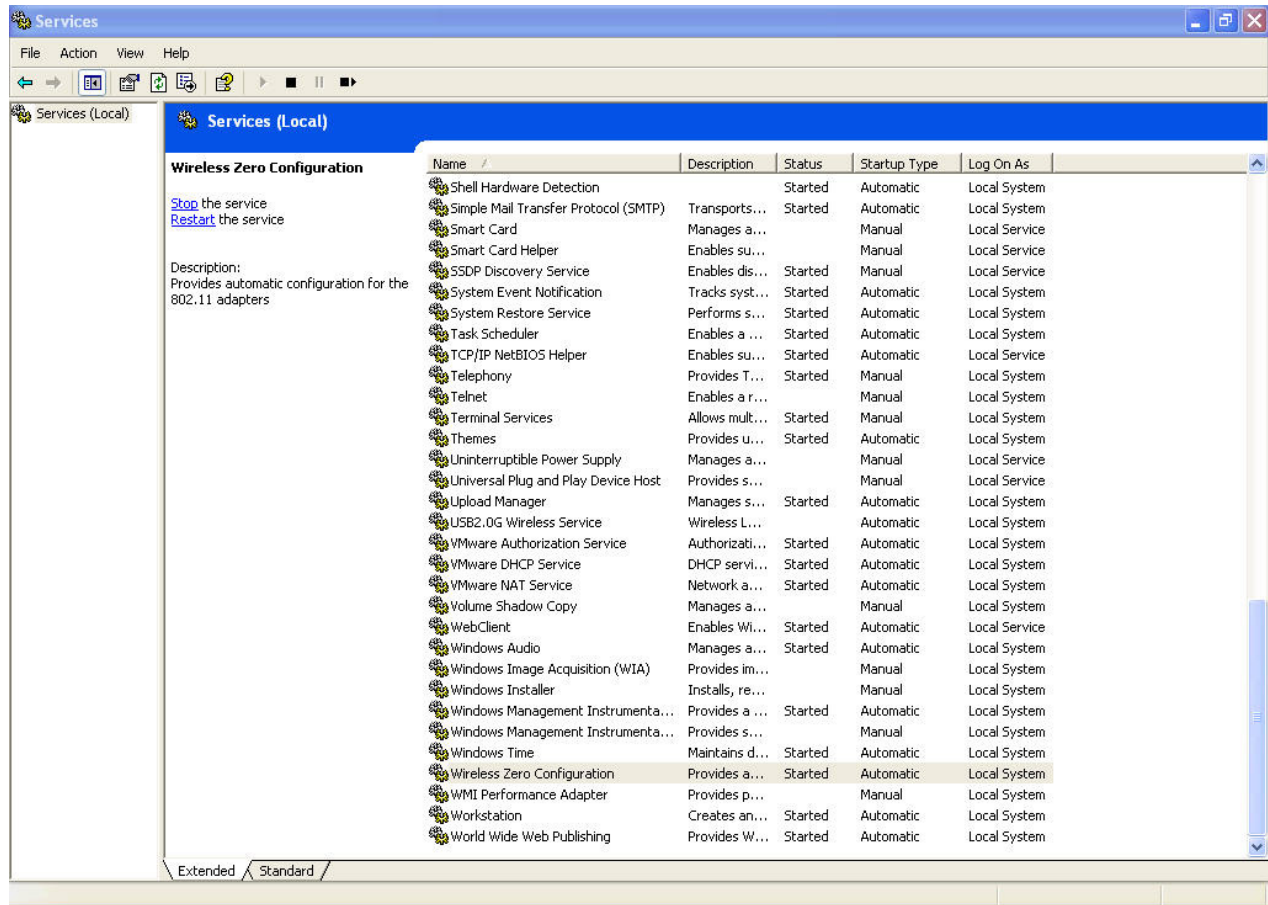 Services
File Action View Help
Services (Local)
Services (Local)
Wireless Zero Configuration
Stop the service
Restart the service
Description:
Provides automatic configuration for the
802.11 adapters
Name Description Status Startup Type Log On As
Shell Hardware Detection Started Automatic Local System
Simple Mail Transfer Protocol (SMTP) Transports... Started Automatic Local System
Smart Card Manages a... Manual Local Service
Smart Card Helper Enables su... Manual Local Service
SSDP Discovery Service Enables dis... Started Manual Local Service
System Event Notification Tracks syst... Started Automatic Local System
System Restore Service Performs s... Started Automatic Local System
Task Scheduler Enables a ... Started Automatic Local System
TCP/IP NetBIOS Helper Enables su... Started Automatic Local Service
Telephony Provides T... Started Manual Local System
Telnet Enables a r... Manual Local System
Terminal Services Allows mult... Started Manual Local System
Themes Provides u... Started Automatic Local System
Uninterruptible Power Supply Manages a... Manual Local Service
Universal Plug and Play Device Host Provides s... Manual Local Service
Upload Manager Manages s... Started Automatic Local System
USB2.0G Wireless Service Wireless L... Automatic Local System
VMware Authorization Service Authorizati... Started Automatic Local System
VMware DHCP Service DHCP servi... Started Automatic Local System
VMware NAT Service Network a... Started Automatic Local System
Volume Shadow Copy Manages a... Manual Local System
WebClient Enables Wi... Started Automatic Local Service
Windows Audio Manages a... Started Automatic Local System
Windows Image Acquisition (WIA) Provides im... Manual Local System
Windows Installer Installs, re... Manual Local System
Windows Management Instrumenta... Provides a ... Started Automatic Local System
Windows Management Instrumenta... Provides s... Manual Local System
Windows Time Maintains d... Started Automatic Local System
Wireless Zero Configuration Provides a... Started Automatic Local System
WMI Performance Adapter Provides p... Manual Local System
Workstation Creates an... Started Automatic Local System
World Wide Web Publishing Provides W... Started Automatic Local System
Extended Standard